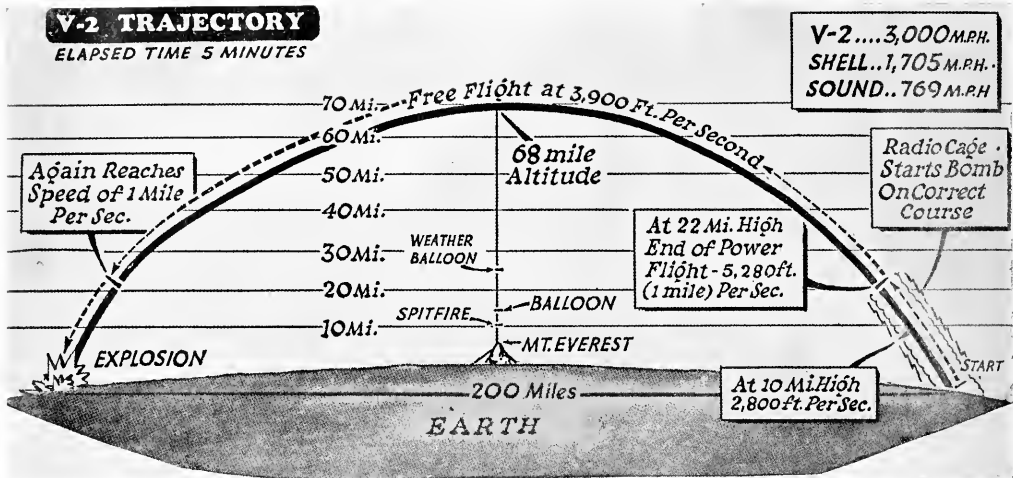 V-2 TRAJECTORY
ELAPSED TIME 5 MINUTES
V-2....3,000 M.P.H.
SHELL..1,705 M.P.H.
SOUND..769 M.P.H
70 Mi.
Free Flight at 3,900 Ft. Per Second
60 Mi.
68 mile
Altitude
Again Reaches
Speed of 1 Mile
Per Sec.
Radio Cage
Starts Bomb
On Correct
Course
50 Mi.
40 Mi.
At 22 Mi. High
End of Power
Flight - 5,280 ft.
(1 mile) Per Sec.
30 Mi.
WEATHER
BALLOON
20 Mi.
BALLOON
SPITFIRE
10 Mi.
MT. EVEREST
EXPLOSION
START
At 10 Mi. High
2,800 ft. Per Sec.
200 Miles
EARTH